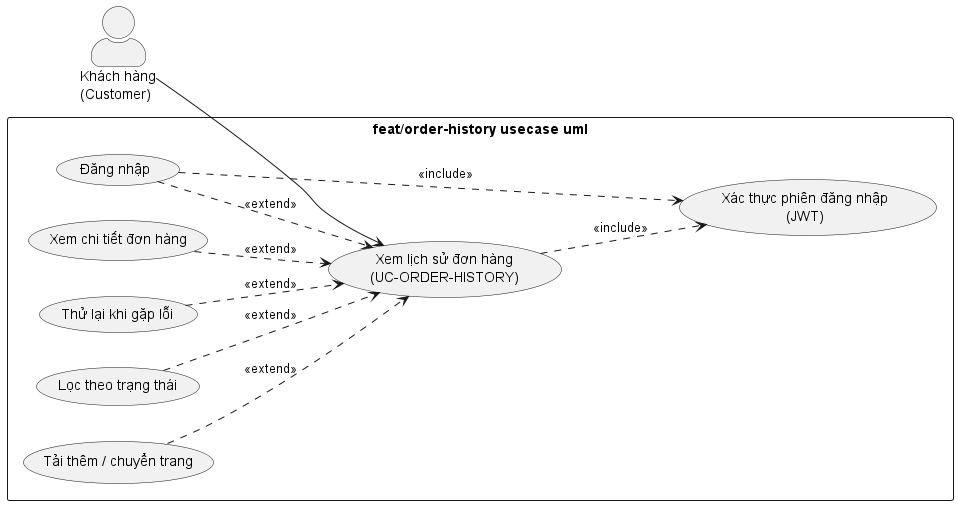 Khách hàng
(Customer)
feat/order-history usecase uml
Đăng nhập
«include»
Xác thực phiên đăng nhập
(JWT)
«extend»
«include»
Xem chi tiết đơn hàng
«extend»
Xem lịch sử đơn hàng
(UC-ORDER-HISTORY)
«extend»
Thử lại khi gặp lỗi
«extend»
Lọc theo trạng thái
«extend»
Tải thêm / chuyển trang